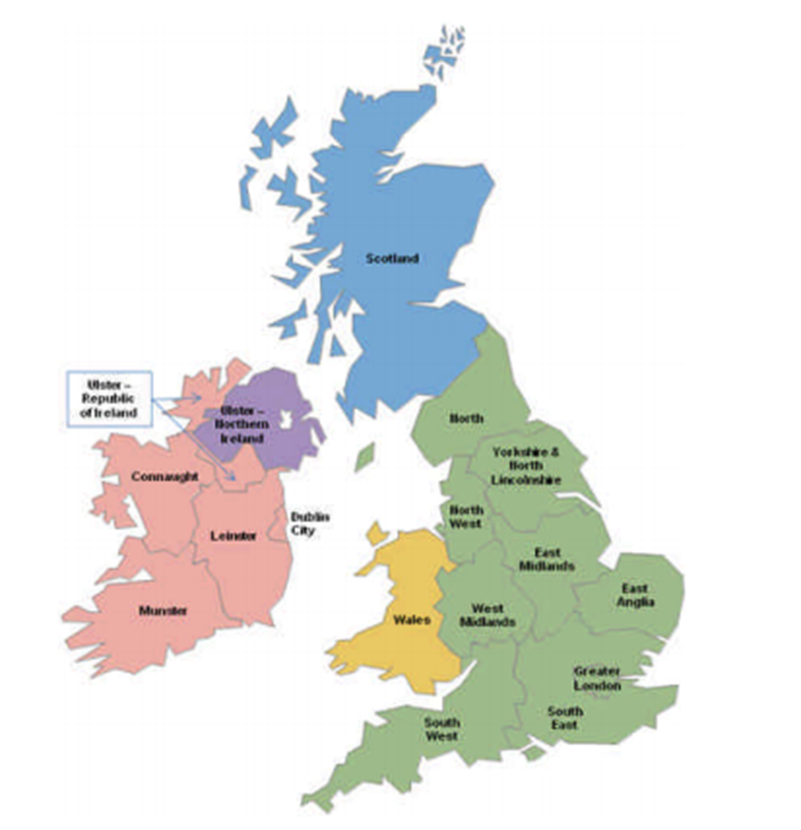 Scotland
Ulster –
Republic
of Ireland
Ulster –
Northern
Ireland
North
Yorkshire &
North
Lincolnshire
Connaught
North
West
Dublin
City
Leinster
East
Midlands
East
Anglia
Munster
Wales
West
Midlands
Greater
London
South
West
South
East